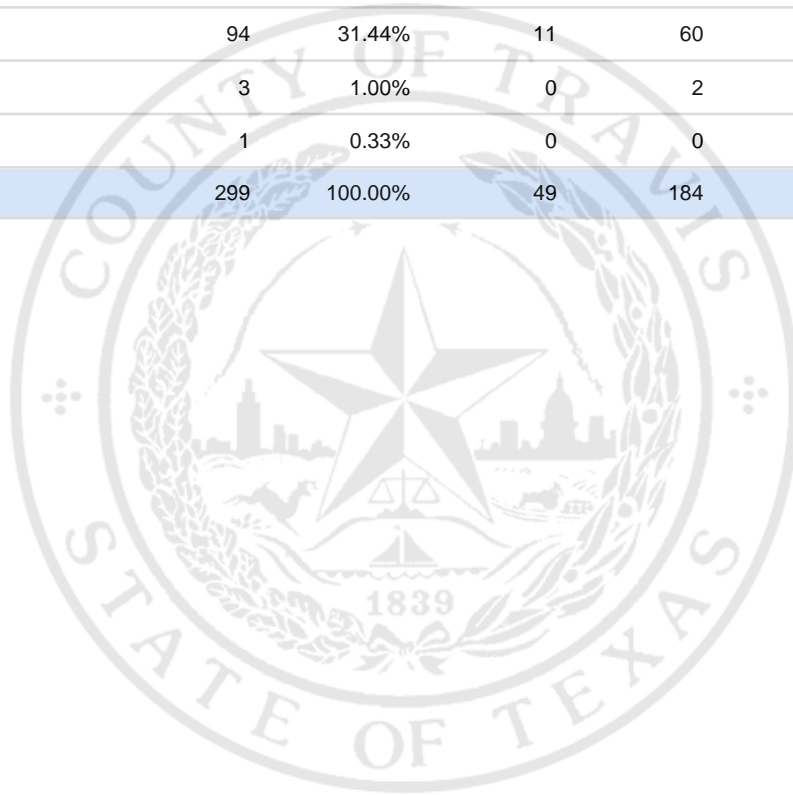 94 31.44% 11 60
3 1.00% 0 2
1 0.33% 0 0
299 100.00% 49 184
COUNTY OF TRAVIS
1839
STATE OF TEXAS